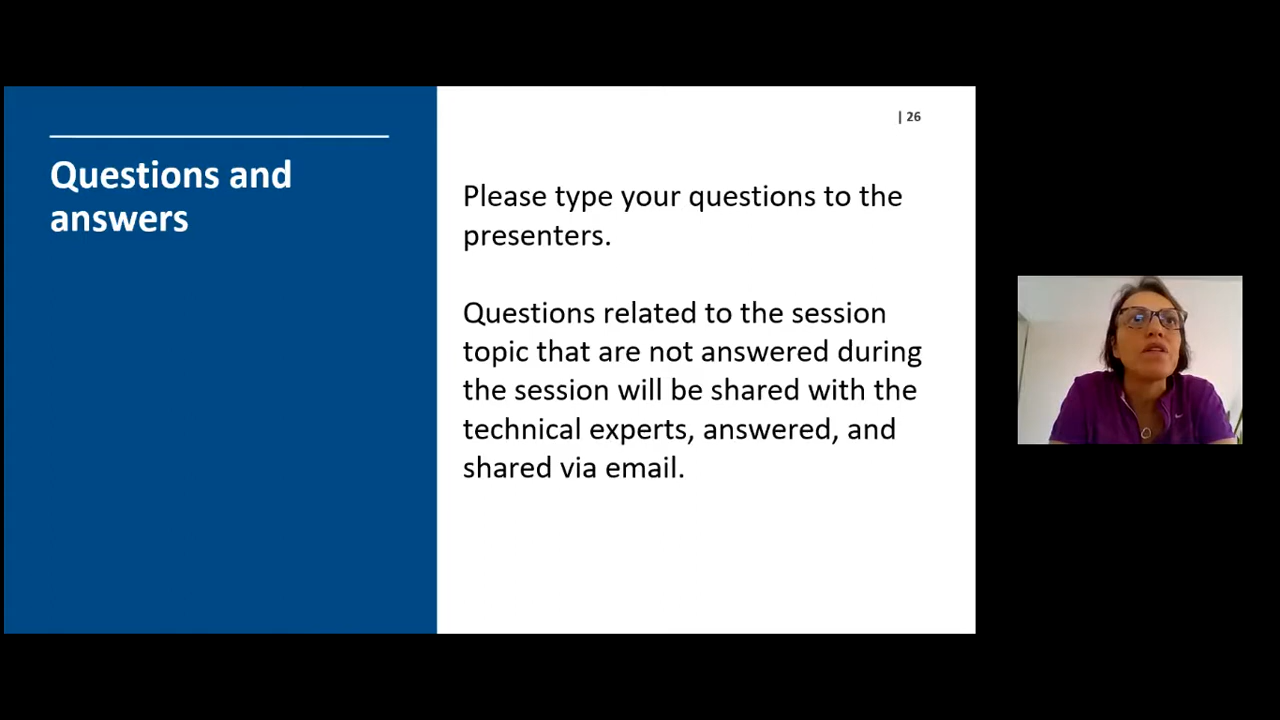 Questions and
answers
| 26
Please type your questions to the
presenters.
Questions related to the session
topic that are not answered during
the session will be shared with the
technical experts, answered, and
shared via email.